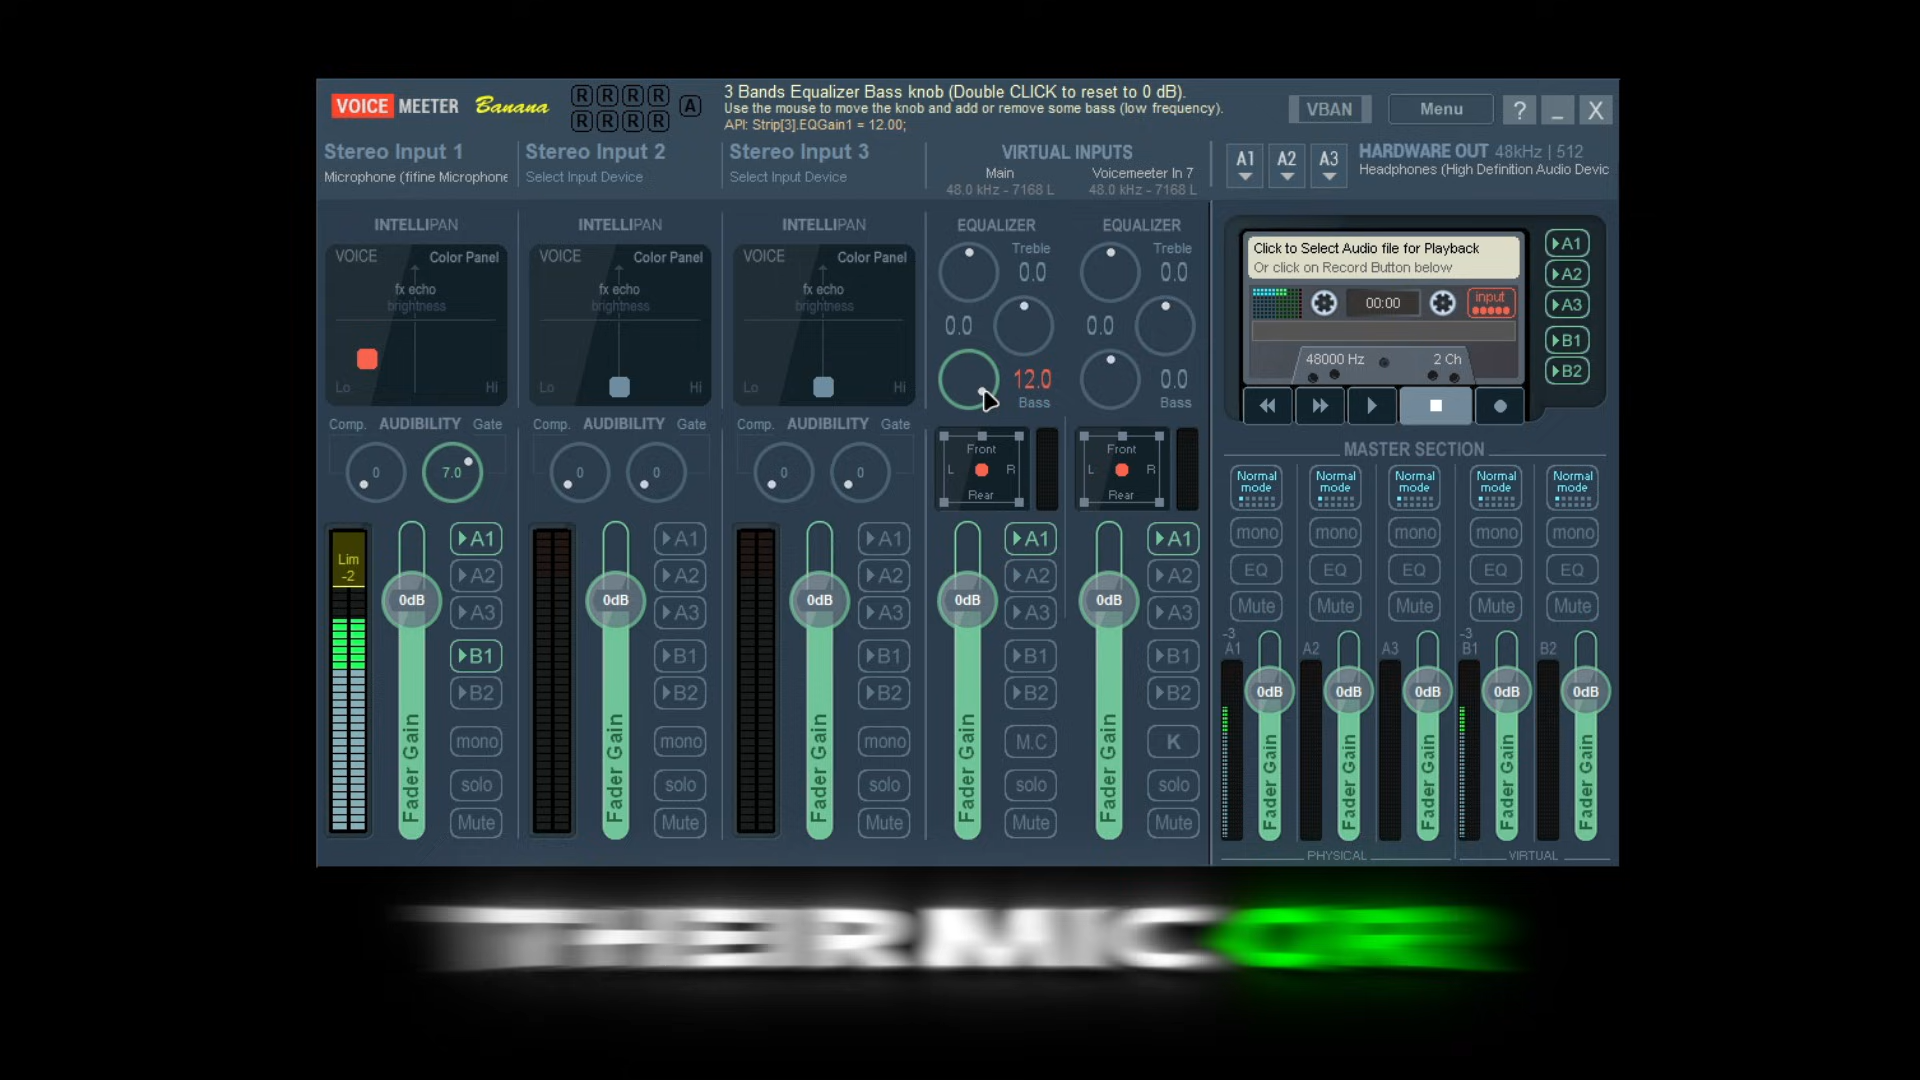 VOICE MEETER Banana
R R R R
R R R R
A
3 Bands Equalizer Bass knob (Double CLICK to reset to 0 dB).
Use the mouse to move the knob and add or remove some bass (low frequency).
API: Strip[3].EQGain1 = 12.00;
VBAN
Menu
?
_
X
Stereo Input 1
Microphone (fifine Microphone
Stereo Input 2
Select Input Device
Stereo Input 3
Select Input Device
VIRTUAL INPUTS
Main
48.0 kHz - 7168 L
Voicemeeter In 7
48.0 kHz - 7168 L
A1 A2 A3
HARDWARE OUT 48kHz | 512
Headphones (High Definition Audio Devic
INTELLIPAN
VOICE Color Panel
fx echo
brightness
Lo Hi
INTELLIPAN
VOICE Color Panel
fx echo
brightness
Lo Hi
INTELLIPAN
VOICE Color Panel
fx echo
brightness
Lo Hi
EQUALIZER
Treble
0.0
0.0
12.0
Bass
EQUALIZER
Treble
0.0
0.0
0.0
Bass
Click to Select Audio file for Playback
Or click on Record Button below
00:00
input
48000 Hz 2 Ch
A1
A2
A3
B1
B2
Comp. AUDIBILITY Gate
0 7.0
Comp. AUDIBILITY Gate
0 0
Comp. AUDIBILITY Gate
0 0
Front
L R
Rear
Front
L R
Rear
Lim
-2
0dB
Fader Gain
A1
A2
A3
B1
B2
mono
solo
Mute
0dB
Fader Gain
A1
A2
A3
B1
B2
mono
solo
Mute
0dB
Fader Gain
A1
A2
A3
B1
B2
mono
solo
Mute
0dB
Fader Gain
A1
A2
A3
B1
B2
M.C
solo
Mute
0dB
Fader Gain
A1
A2
A3
B1
B2
K
solo
Mute
MASTER SECTION
Normal mode
mono
EQ
Mute
-3
A1
0dB
Fader Gain
Normal mode
mono
EQ
Mute
A2
0dB
Fader Gain
Normal mode
mono
EQ
Mute
A3
0dB
Fader Gain
Normal mode
mono
EQ
Mute
-3
B1
0dB
Fader Gain
Normal mode
mono
EQ
Mute
B2
0dB
Fader Gain
PHYSICAL
VIRTUAL